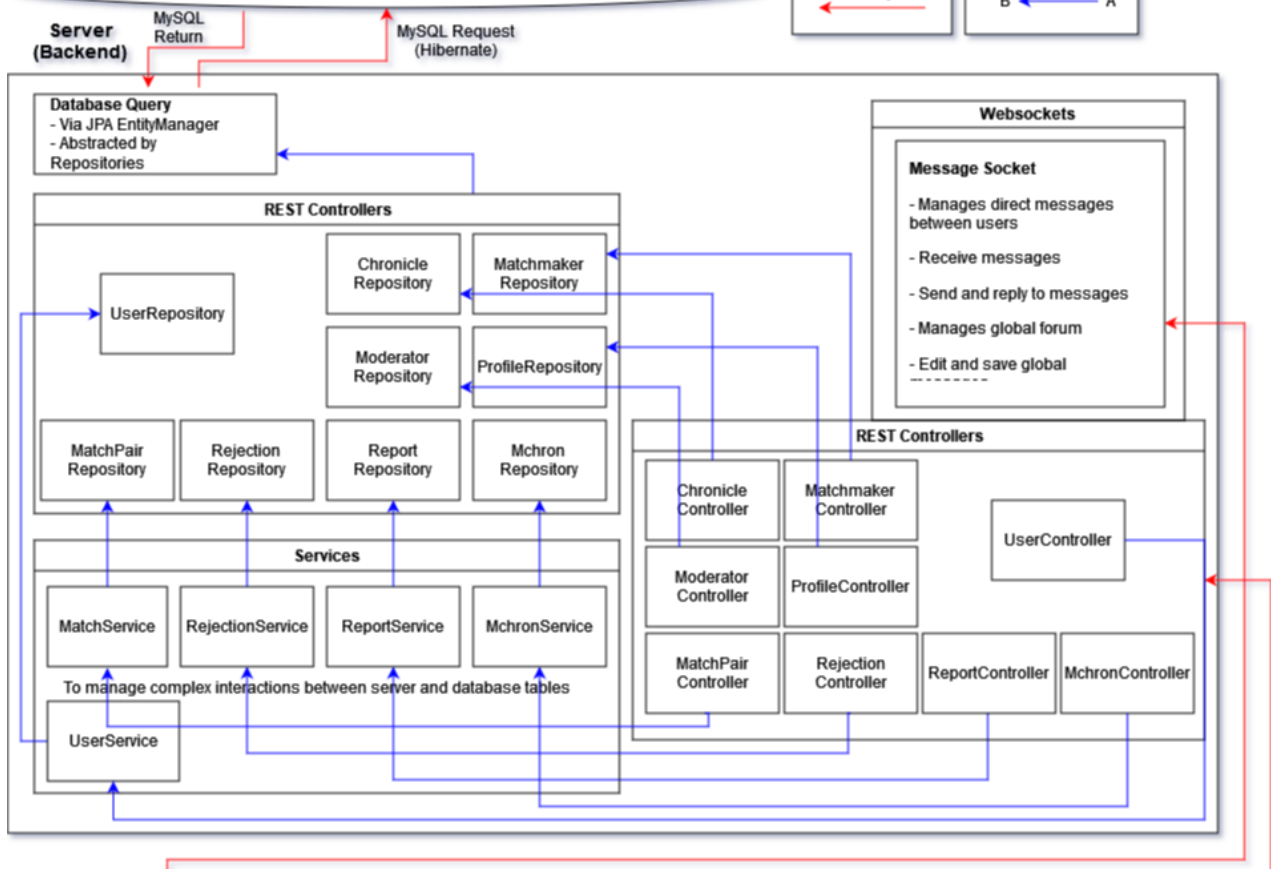 B
A
MySQL
Return
Server
(Backend)
MySQL Request
(Hibernate)
Database Query
- Via JPA EntityManager
- Abstracted by
Repositories
Websockets
Message Socket
- Manages direct messages
between users
- Receive messages
- Send and reply to messages
- Manages global forum
- Edit and save global
REST Controllers
Chronicle
Repository
Matchmaker
Repository
UserRepository
Moderator
Repository
ProfileRepository
MatchPair
Repository
Rejection
Repository
Report
Repository
Mchron
Repository
REST Controllers
Chronicle
Controller
Matchmaker
Controller
UserController
Moderator
Controller
ProfileController
MatchPair
Controller
Rejection
Controller
ReportController
MchronController
Services
MatchService
RejectionService
ReportService
MchronService
To manage complex interactions between server and database tables
UserService